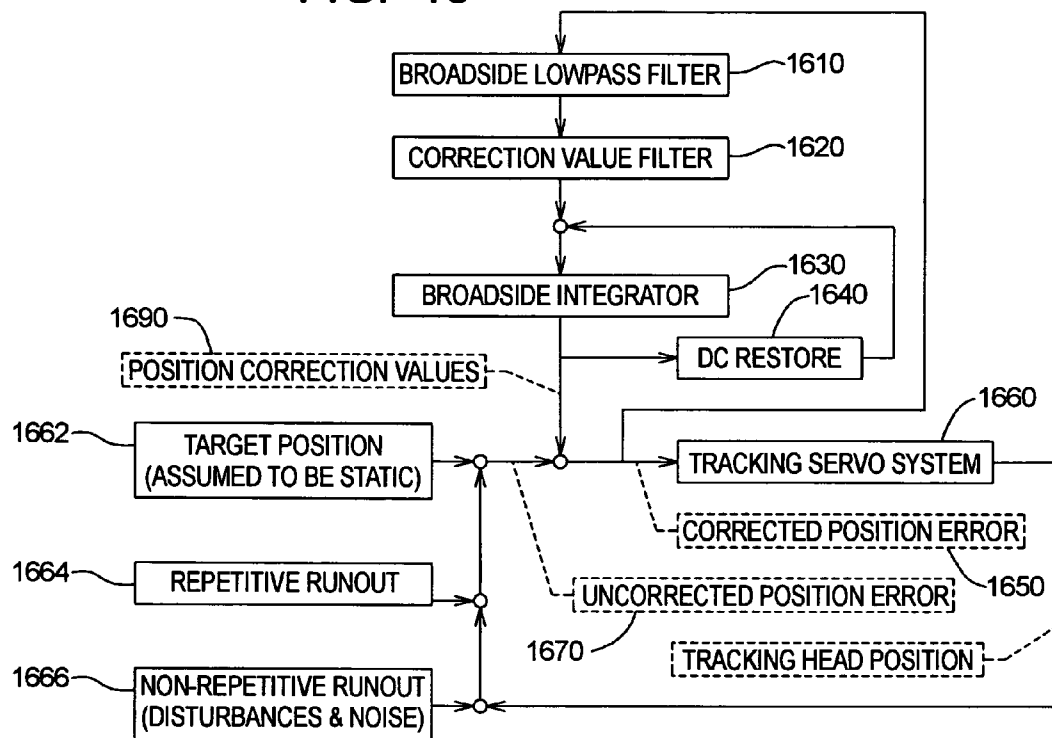 BROADSIDE LOWPASS FILTER
1610
CORRECTION VALUE FILTER
1620
BROADSIDE INTEGRATOR
1630
1640
DC RESTORE
1690
POSITION CORRECTION VALUES
1660
1662
TARGET POSITION
(ASSUMED TO BE STATIC)
TRACKING SERVO SYSTEM
CORRECTED POSITION ERROR
1650
1664
REPETITIVE RUNOUT
UNCORRECTED POSITION ERROR
1670
TRACKING HEAD POSITION
1666
NON-REPETITIVE RUNOUT
(DISTURBANCES & NOISE)